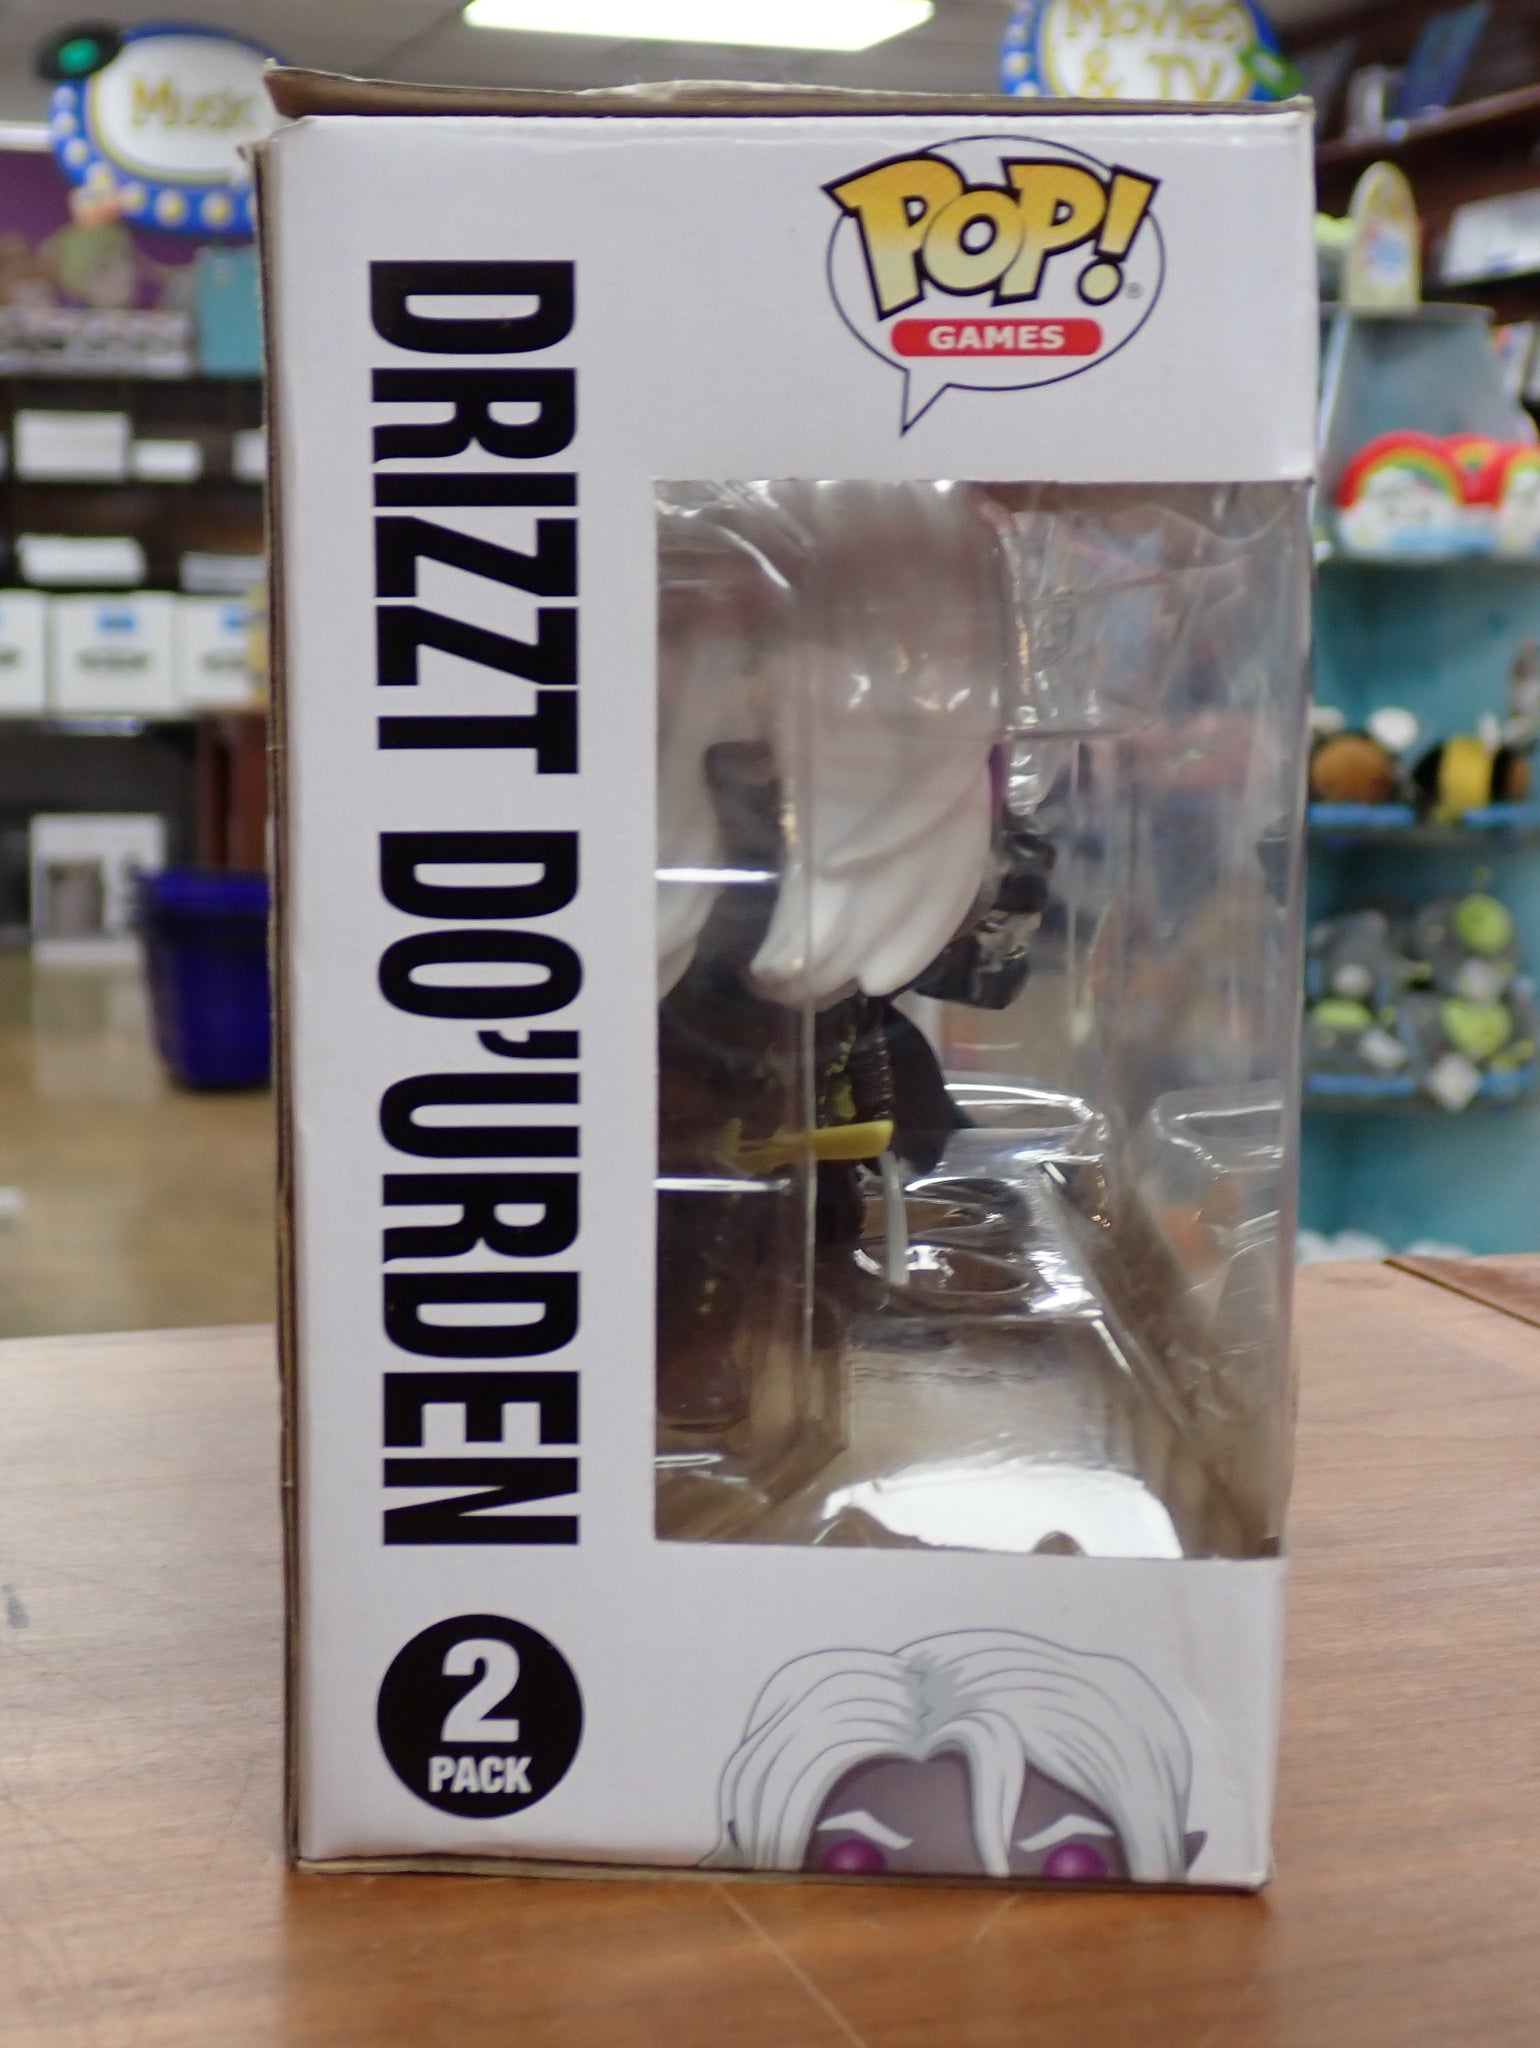 Music
Movies
& TV
POP!®
GAMES
DRIZZT DO'URDEN
2
PACK